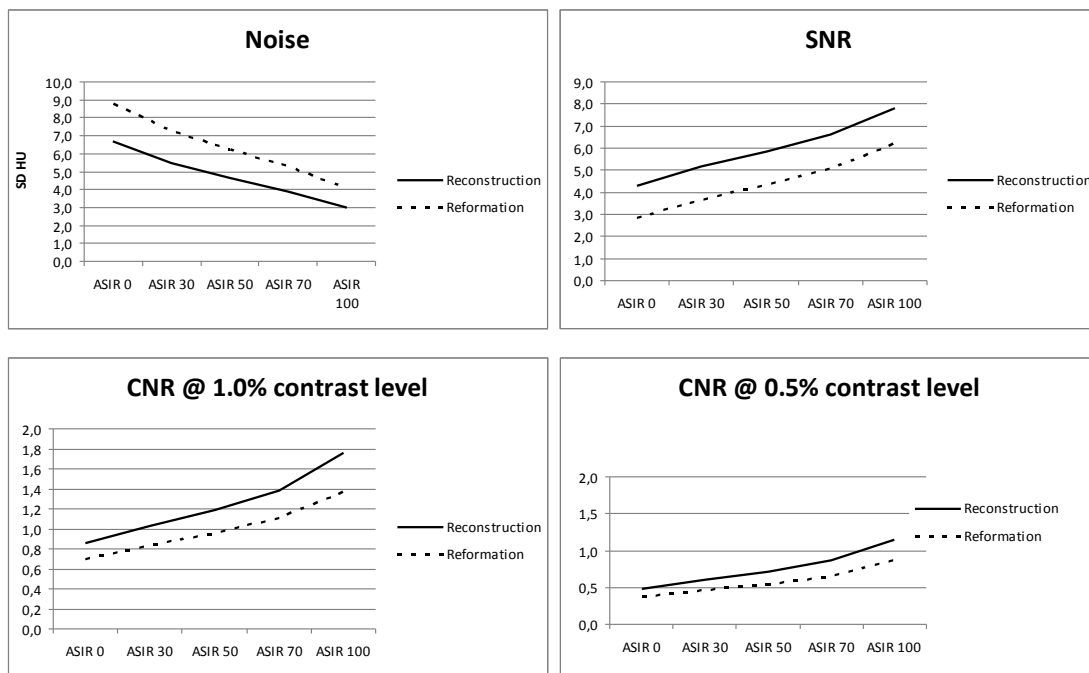 Noise
10,0
9,0
8,0
7,0
6,0
5,0
4,0
3,0
2,0
1,0
0,0
SD HU
ASIR 0 ASIR 30 ASIR 50 ASIR 70 ASIR
100
Reconstruction
Reformation
SNR
9,0
8,0
7,0
6,0
5,0
4,0
3,0
2,0
1,0
0,0
ASIR 0 ASIR 30 ASIR 50 ASIR 70 ASIR 100
Reconstruction
Reformation
CNR @ 1.0% contrast level
2,0
1,8
1,6
1,4
1,2
1,0
0,8
0,6
0,4
0,2
0,0
ASIR 0 ASIR 30 ASIR 50 ASIR 70 ASIR 100
Reconstruction
Reformation
CNR @ 0.5% contrast level
2,0
1,5
1,0
0,5
0,0
ASIR 0 ASIR 30 ASIR 50 ASIR 70 ASIR 100
Reconstruction
Reformation